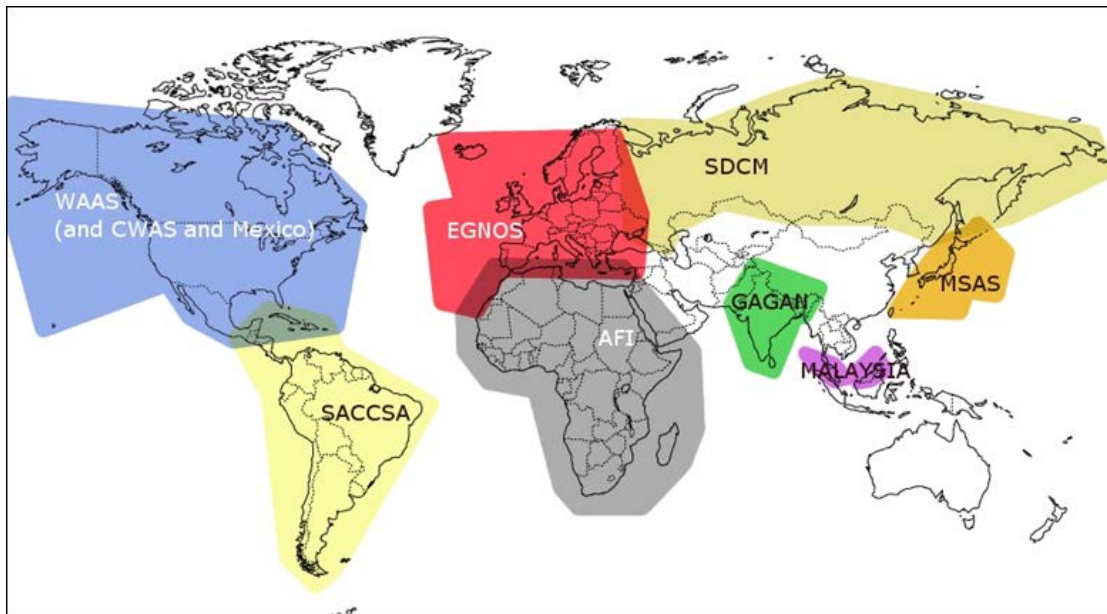 WAAS
(and CWAS and Mexico)
EGNOS
SDCM
MSAS
GAGAN
AFI
MALAYSIA
SACCSA